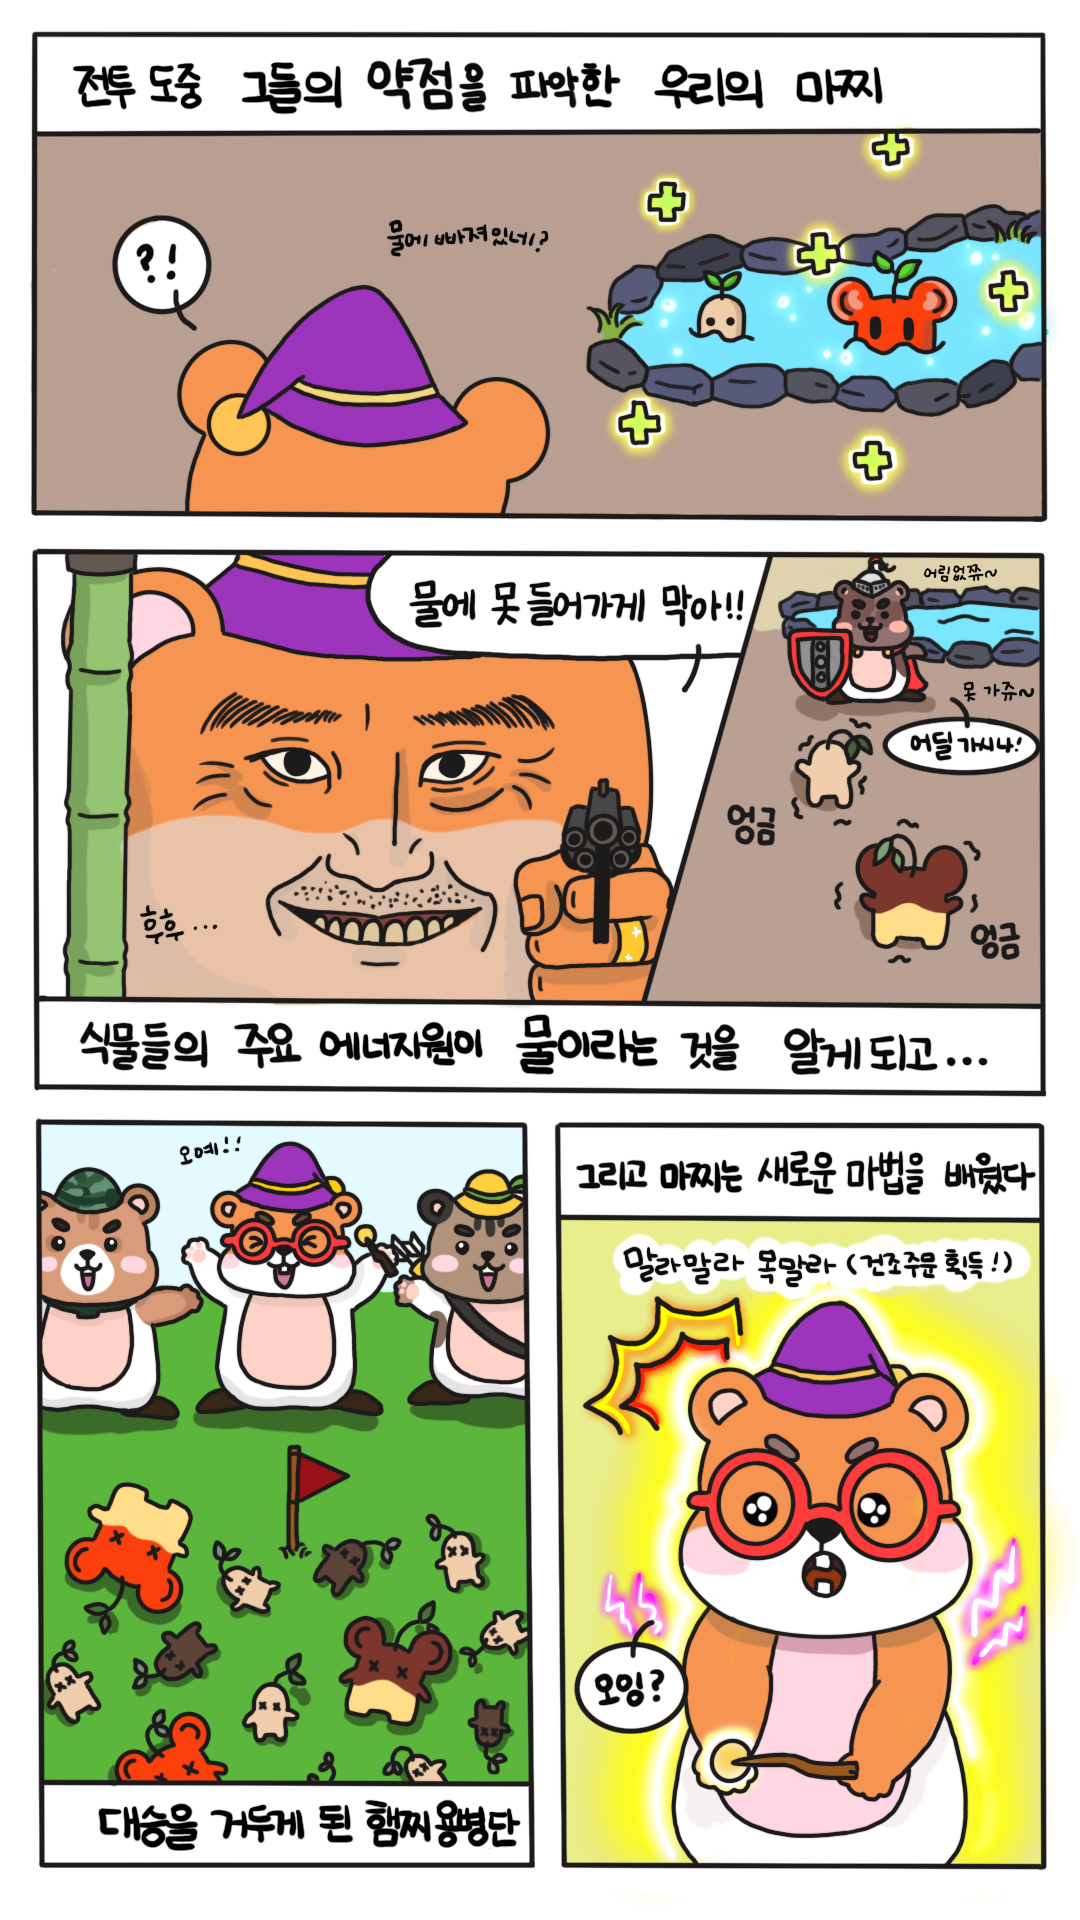 전투 도중 그들의 약점을 파악한 우리의 마찌
?!
물에 빠져있네!?
물에 못 들어가게 막아!!
어림없쮸~
못 가쥬~
어딜 가시나!
엉금
엉금
후후...
식물들의 주요 에너지원이 물이라는 것을 알게 되고...
오예!!
대승을 거두게 된 햄찌용병단
그리고 마찌는 새로운 마법을 배웠다
말라말라 목말라 (건조주문 획득!)
오잉?